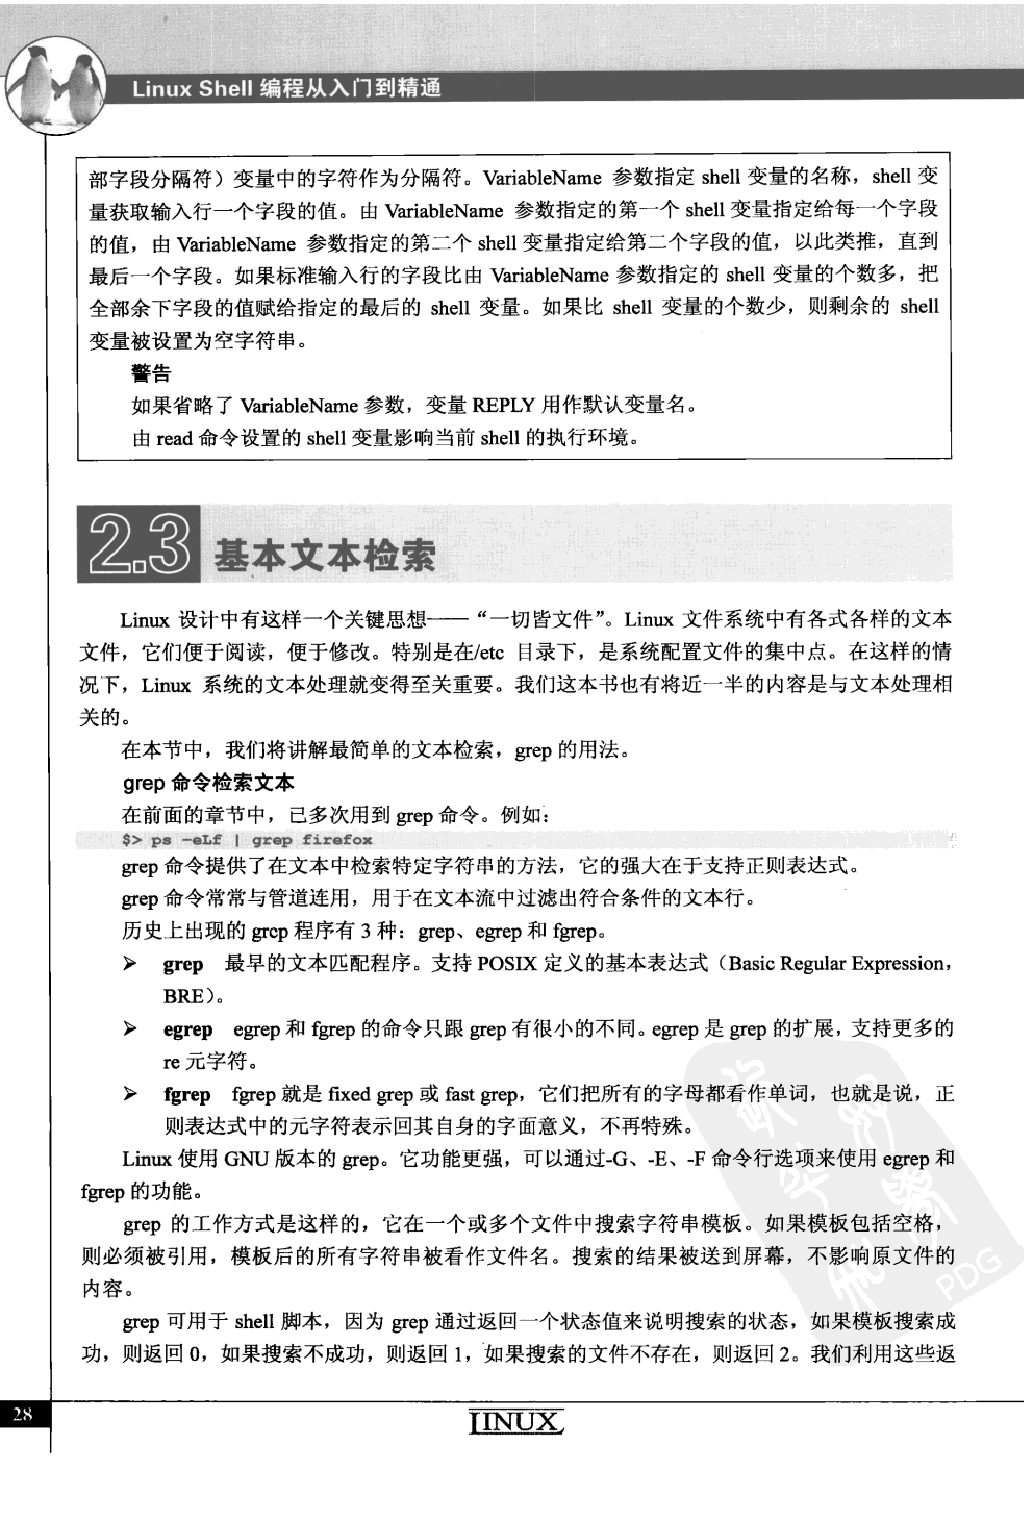 Linux Shell 编程从入门到精通
部字段分隔符）变量中的字符作为分隔符。VariableName 参数指定 shell 变量的名称，shell 变
量获取输入行一个字段的值。由 VariableName 参数指定的第一个 shell 变量指定给每一个字段
的值，由 VariableName 参数指定的第二个 shell 变量指定给第二个字段的值，以此类推，直到
最后一个字段。如果标准输入行的字段比由 VariableName 参数指定的 shell 变量的个数多，把
全部余下字段的值赋给指定的最后的 shell 变量。如果比 shell 变量的个数少，则剩余的 shell
变量被设置为空字符串。
警告
如果省略了 VariableName 参数，变量 REPLY 用作默认变量名。
由 read 命令设置的 shell 变量影响当前 shell 的执行环境。
2.3 基本文本检索
Linux 设计中有这样一个关键思想——“一切皆文件”。Linux 文件系统中有各式各样的文本
文件，它们便于阅读，便于修改。特别是在/etc 目录下，是系统配置文件的集中点。在这样的情
况下，Linux 系统的文本处理就变得至关重要。我们这本书也有将近一半的内容是与文本处理相
关的。
在本节中，我们将讲解最简单的文本检索，grep 的用法。
grep 命令检索文本
在前面的章节中，已多次用到 grep 命令。例如：
$> ps -eLf | grep firefox
grep 命令提供了在文本中检索特定字符串的方法，它的强大在于支持正则表达式。
grep 命令常常与管道连用，用于在文本流中过滤出符合条件的文本行。
历史上出现的 grep 程序有 3 种：grep、egrep 和 fgrep。
➢ grep 最早的文本匹配程序。支持 POSIX 定义的基本表达式（Basic Regular Expression，
BRE）。
➢ egrep egrep 和 fgrep 的命令只跟 grep 有很小的不同。egrep 是 grep 的扩展，支持更多的
re 元字符。
➢ fgrep fgrep 就是 fixed grep 或 fast grep，它们把所有的字母都看作单词，也就是说，正
则表达式中的元字符表示回其自身的字面意义，不再特殊。
Linux 使用 GNU 版本的 grep。它功能更强，可以通过-G、-E、-F 命令行选项来使用 egrep 和
fgrep 的功能。
grep 的工作方式是这样的，它在一个或多个文件中搜索字符串模板。如果模板包括空格，
则必须被引用，模板后的所有字符串被看作文件名。搜索的结果被送到屏幕，不影响原文件的
内容。
grep 可用于 shell 脚本，因为 grep 通过返回一个状态值来说明搜索的状态，如果模板搜索成
功，则返回 0，如果搜索不成功，则返回 1，如果搜索的文件不存在，则返回 2。我们利用这些返
PDG
28
LINUX